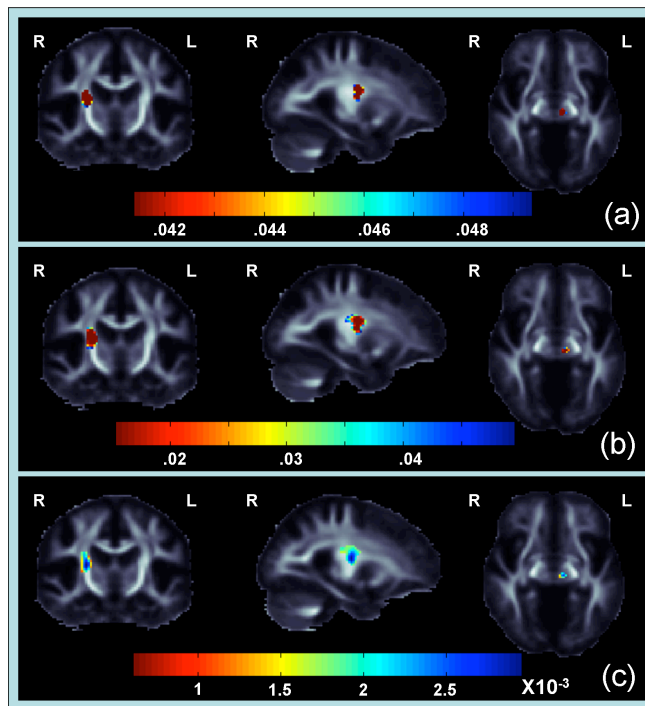 R L R R L
.042 .044 .046 .048 (a)
R L R R L
.02 .03 .04 (b)
R L R R L
1 1.5 2 2.5 X10-3 (c)